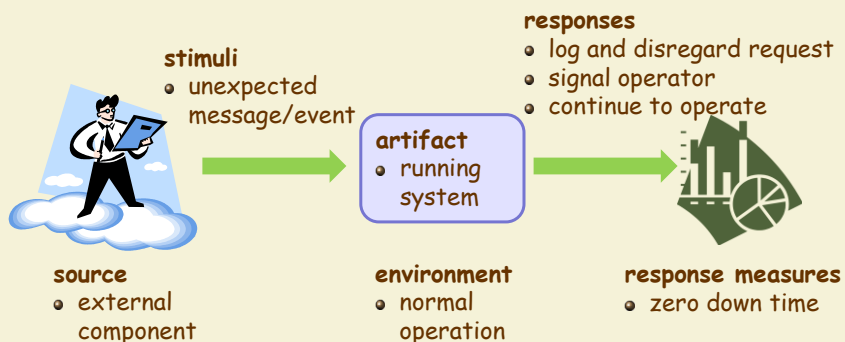 responses
log and disregard request
signal operator
continue to operate
stimuli
unexpected
message/event
artifact
running
system
source
external
component
environment
normal
operation
response measures
zero down time